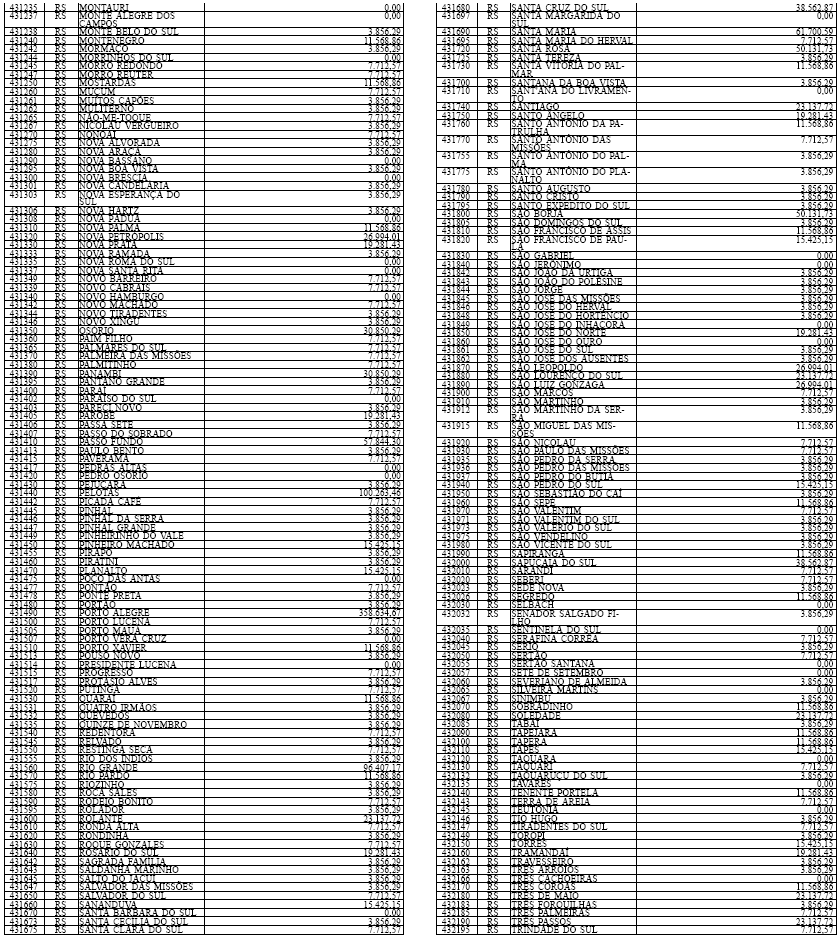 431235 RS MONTAURI 0,00
431237 RS MONTE ALEGRE DOS 0,00
CAMPOS
431238 RS MONTE BELO DO SUL 3.856,29
431240 RS MONTENEGRO 11.568,86
431242 RS MORMAÇO 3.856,29
431244 RS MORRINHOS DO SUL 0,00
431245 RS MORRO REDONDO 7.712,57
431247 RS MORRO REUTER 7.712,57
431250 RS MOSTARDAS 11.568,86
431260 RS MUÇUM 7.712,57
431261 RS MUITOS CAPÕES 3.856,29
431262 RS MULITERNO 3.856,29
431265 RS NÃO-ME-TOQUE 7.712,57
431267 RS NICOLAU VERGUEIRO 3.856,29
431270 RS NONOAI 7.712,57
431275 RS NOVA ALVORADA 3.856,29
431280 RS NOVA ARAÇÁ 3.856,29
431290 RS NOVA BASSANO 0,00
431295 RS NOVA BOA VISTA 3.856,29
431300 RS NOVA BRÉSCIA 0,00
431301 RS NOVA CANDELÁRIA 3.856,29
431303 RS NOVA ESPERANÇA DO 3.856,29
SUL
431306 RS NOVA HARTZ 3.856,29
431308 RS NOVA PÁDUA 0,00
431310 RS NOVA PALMA 11.568,86
431320 RS NOVA PETRÓPOLIS 26.994,01
431330 RS NOVA PRATA 19.281,43
431333 RS NOVA RAMADA 3.856,29
431335 RS NOVA ROMA DO SUL 0,00
431337 RS NOVA SANTA RITA 0,00
431349 RS NOVO BARREIRO 7.712,57
431339 RS NOVO CABRAIS 7.712,57
431340 RS NOVO HAMBURGO 0,00
431342 RS NOVO MACHADO 7.712,57
431344 RS NOVO TIRADENTES 3.856,29
431346 RS NOVO XINGU 3.856,29
431350 RS OSÓRIO 30.850,29
431360 RS PAIM FILHO 7.712,57
431365 RS PALMARES DO SUL 7.712,57
431370 RS PALMEIRA DAS MISSÕES 7.712,57
431380 RS PALMITINHO 7.712,57
431390 RS PANAMBI 30.850,29
431395 RS PANTANO GRANDE 3.856,29
431400 RS PARAÍ 7.712,57
431402 RS PARAÍSO DO SUL 0,00
431403 RS PARECI NOVO 3.856,29
431405 RS PAROBÉ 19.281,43
431406 RS PASSA SETE 3.856,29
431407 RS PASSO DO SOBRADO 7.712,57
431410 RS PASSO FUNDO 57.844,30
431413 RS PAULO BENTO 3.856,29
431415 RS PAVERAMA 7.712,57
431417 RS PEDRAS ALTAS 0,00
431420 RS PEDRO OSÓRIO 0,00
431430 RS PEJUÇARA 3.856,29
431440 RS PELOTAS 100.263,46
431442 RS PICADA CAFÉ 7.712,57
431445 RS PINHAL 3.856,29
431446 RS PINHAL DA SERRA 3.856,29
431447 RS PINHAL GRANDE 3.856,29
431449 RS PINHEIRINHO DO VALE 3.856,29
431450 RS PINHEIRO MACHADO 15.425,15
431455 RS PIRAPÓ 3.856,29
431460 RS PIRATINI 3.856,29
431470 RS PLANALTO 15.425,15
431475 RS POÇO DAS ANTAS 0,00
431477 RS PONTÃO 7.712,57
431478 RS PONTE PRETA 3.856,29
431480 RS PORTÃO 3.856,29
431490 RS PORTO ALEGRE 358.634,67
431500 RS PORTO LUCENA 7.712,57
431505 RS PORTO MAUÁ 3.856,29
431507 RS PORTO VERA CRUZ 0,00
431510 RS PORTO XAVIER 11.568,86
431513 RS POUSO NOVO 3.856,29
431514 RS PRESIDENTE LUCENA 0,00
431515 RS PROGRESSO 7.712,57
431517 RS PROTÁSIO ALVES 3.856,29
431520 RS PUTINGA 7.712,57
431530 RS QUARAÍ 11.568,86
431531 RS QUATRO IRMÃOS 3.856,29
431532 RS QUEVEDOS 3.856,29
431535 RS QUINZE DE NOVEMBRO 3.856,29
431540 RS REDENTORA 7.712,57
431545 RS RELVADO 3.856,29
431550 RS RESTINGA SECA 7.712,57
431555 RS RIO DOS ÍNDIOS 3.856,29
431560 RS RIO GRANDE 96.407,17
431570 RS RIO PARDO 11.568,86
431575 RS RIOZINHO 3.856,29
431580 RS ROCA SALES 3.856,29
431590 RS RODEIO BONITO 7.712,57
431595 RS ROLADOR 3.856,29
431600 RS ROLANTE 23.137,72
431610 RS RONDA ALTA 7.712,57
431620 RS RONDINHA 3.856,29
431630 RS ROQUE GONZALES 7.712,57
431640 RS ROSÁRIO DO SUL 19.281,43
431642 RS SAGRADA FAMÍLIA 3.856,29
431643 RS SALDANHA MARINHO 3.856,29
431645 RS SALTO DO JACUÍ 3.856,29
431647 RS SALVADOR DAS MISSÕES 3.856,29
431650 RS SALVADOR DO SUL 7.712,57
431660 RS SANANDUVA 15.425,15
431670 RS SANTA BÁRBARA DO SUL 0,00
431673 RS SANTA CECÍLIA DO SUL 3.856,29
431675 RS SANTA CLARA DO SUL 7.712,57
431680 RS SANTA CRUZ DO SUL 38.562,87
431697 RS SANTA MARGARIDA DO 0,00
SUL
431690 RS SANTA MARIA 61.700,59
431695 RS SANTA MARIA DO HERVAL 7.712,57
431720 RS SANTA ROSA 50.131,73
431725 RS SANTA TEREZA 3.856,29
431730 RS SANTA VITÓRIA DO PAL- 11.568,86
MAR
431700 RS SANTANA DA BOA VISTA 3.856,29
431710 RS SANT'ANA DO LIVRAMEN- 0,00
TO
431740 RS SANTIAGO 23.137,72
431750 RS SANTO ÂNGELO 19.281,43
431760 RS SANTO ANTÔNIO DA PA- 11.568,86
TRULHA
431770 RS SANTO ANTÔNIO DAS 7.712,57
MISSÕES
431755 RS SANTO ANTÔNIO DO PAL- 3.856,29
MA
431775 RS SANTO ANTÔNIO DO PLA- 3.856,29
NALTO
431780 RS SANTO AUGUSTO 3.856,29
431790 RS SANTO CRISTO 3.856,29
431795 RS SANTO EXPEDITO DO SUL 3.856,29
431800 RS SÃO BORJA 50.131,73
431805 RS SÃO DOMINGOS DO SUL 3.856,29
431810 RS SÃO FRANCISCO DE ASSIS 11.568,86
431820 RS SÃO FRANCISCO DE PAU- 15.425,15
LA
431830 RS SÃO GABRIEL 0,00
431840 RS SÃO JERÔNIMO 0,00
431842 RS SÃO JOÃO DA URTIGA 3.856,29
431843 RS SÃO JOÃO DO POLÊSINE 3.856,29
431844 RS SÃO JORGE 3.856,29
431845 RS SÃO JOSÉ DAS MISSÕES 3.856,29
431846 RS SÃO JOSÉ DO HERVAL 3.856,29
431848 RS SÃO JOSÉ DO HORTÊNCIO 3.856,29
431849 RS SÃO JOSÉ DO INHACORÁ 0,00
431850 RS SÃO JOSÉ DO NORTE 19.281,43
431860 RS SÃO JOSÉ DO OURO 0,00
431861 RS SÃO JOSÉ DO SUL 3.856,29
431862 RS SÃO JOSÉ DOS AUSENTES 3.856,29
431870 RS SÃO LEOPOLDO 26.994,01
431880 RS SÃO LOURENÇO DO SUL 23.137,72
431890 RS SÃO LUIZ GONZAGA 26.994,01
431900 RS SÃO MARCOS 7.712,57
431910 RS SÃO MARTINHO 3.856,29
431912 RS SÃO MARTINHO DA SER- 3.856,29
RA
431915 RS SÃO MIGUEL DAS MIS- 11.568,86
SÕES
431920 RS SÃO NICOLAU 7.712,57
431930 RS SÃO PAULO DAS MISSÕES 7.712,57
431935 RS SÃO PEDRO DA SERRA 3.856,29
431936 RS SÃO PEDRO DAS MISSÕES 3.856,29
431937 RS SÃO PEDRO DO BUTIÁ 3.856,29
431940 RS SÃO PEDRO DO SUL 15.425,15
431950 RS SÃO SEBASTIÃO DO CAÍ 3.856,29
431960 RS SÃO SEPÉ 11.568,86
431970 RS SÃO VALENTIM 7.712,57
431971 RS SÃO VALENTIM DO SUL 3.856,29
431973 RS SÃO VALÉRIO DO SUL 3.856,29
431975 RS SÃO VENDELINO 3.856,29
431980 RS SÃO VICENTE DO SUL 3.856,29
431990 RS SAPIRANGA 11.568,86
432000 RS SAPUCAIA DO SUL 38.562,87
432010 RS SARANDI 7.712,57
432020 RS SEBERI 7.712,57
432023 RS SEDE NOVA 3.856,29
432026 RS SEGREDO 11.568,86
432030 RS SELBACH 0,00
432032 RS SENADOR SALGADO FI- 3.856,29
LHO
432035 RS SENTINELA DO SUL 0,00
432040 RS SERAFINA CORRÊA 7.712,57
432045 RS SÉRIO 3.856,29
432050 RS SERTÃO 7.712,57
432055 RS SERTÃO SANTANA 0,00
432057 RS SETE DE SETEMBRO 0,00
432060 RS SEVERIANO DE ALMEIDA 3.856,29
432065 RS SILVEIRA MARTINS 0,00
432067 RS SINIMBU 3.856,29
432070 RS SOBRADINHO 11.568,86
432080 RS SOLEDADE 23.137,72
432085 RS TABAÍ 3.856,29
432090 RS TAPEJARA 11.568,86
432100 RS TAPERA 11.568,86
432110 RS TAPES 15.425,15
432120 RS TAQUARA 0,00
432130 RS TAQUARI 7.712,57
432132 RS TAQUARUÇU DO SUL 3.856,29
432135 RS TAVARES 0,00
432140 RS TENENTE PORTELA 11.568,86
432143 RS TERRA DE AREIA 7.712,57
432145 RS TEUTÔNIA 0,00
432146 RS TIO HUGO 3.856,29
432147 RS TIRADENTES DO SUL 7.712,57
432149 RS TOROPI 3.856,29
432150 RS TORRES 15.425,15
432160 RS TRAMANDAÍ 19.281,43
432162 RS TRAVESSEIRO 3.856,29
432163 RS TRÊS ARROIOS 3.856,29
432166 RS TRÊS CACHOEIRAS 0,00
432170 RS TRÊS COROAS 11.568,86
432180 RS TRÊS DE MAIO 23.137,72
432183 RS TRÊS FORQUILHAS 3.856,29
432185 RS TRÊS PALMEIRAS 7.712,57
432190 RS TRÊS PASSOS 23.137,72
432195 RS TRINDADE DO SUL 7.712,57